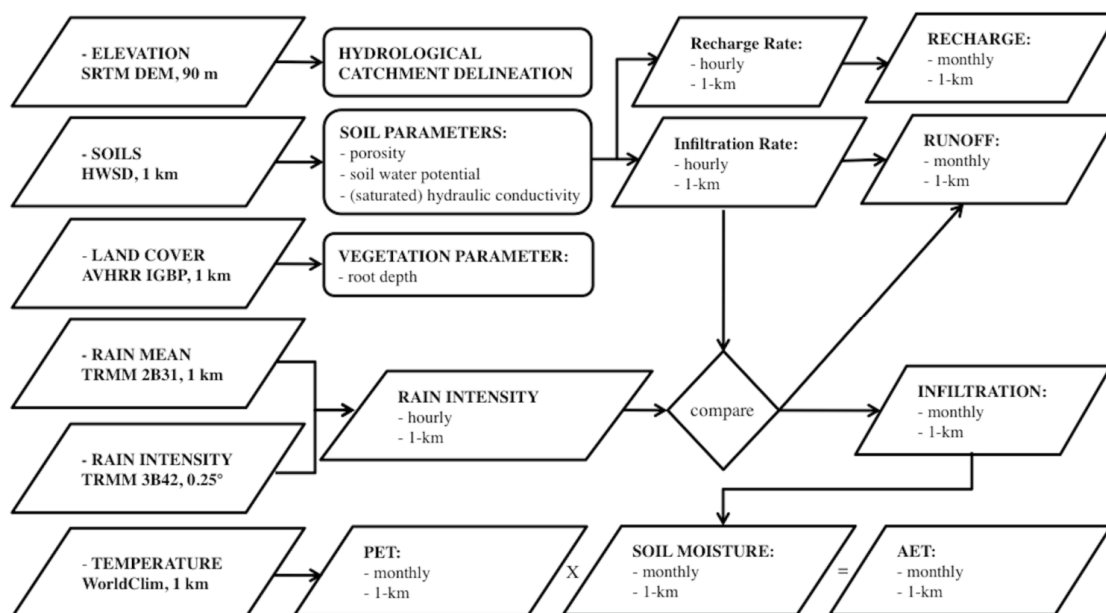 - ELEVATION
SRTM DEM, 90 m
HYDROLOGICAL
CATCHMENT DELINEATION
Recharge Rate:
- hourly
- 1-km
RECHARGE:
- monthly
- 1-km
- SOILS
HWSD, 1 km
SOIL PARAMETERS:
- porosity
- soil water potential
- (saturated) hydraulic conductivity
Infiltration Rate:
- hourly
- 1-km
RUNOFF:
- monthly
- 1-km
- LAND COVER
AVHRR IGBP, 1 km
VEGETATION PARAMETER:
- root depth
- RAIN MEAN
TRMM 2B31, 1 km
RAIN INTENSITY
- hourly
- 1-km
compare
INFILTRATION:
- monthly
- 1-km
- RAIN INTENSITY
TRMM 3B42, 0.25°
- TEMPERATURE
WorldClim, 1 km
PET:
- monthly
- 1-km
X
SOIL MOISTURE:
- monthly
- 1-km
=
AET:
- monthly
- 1-km